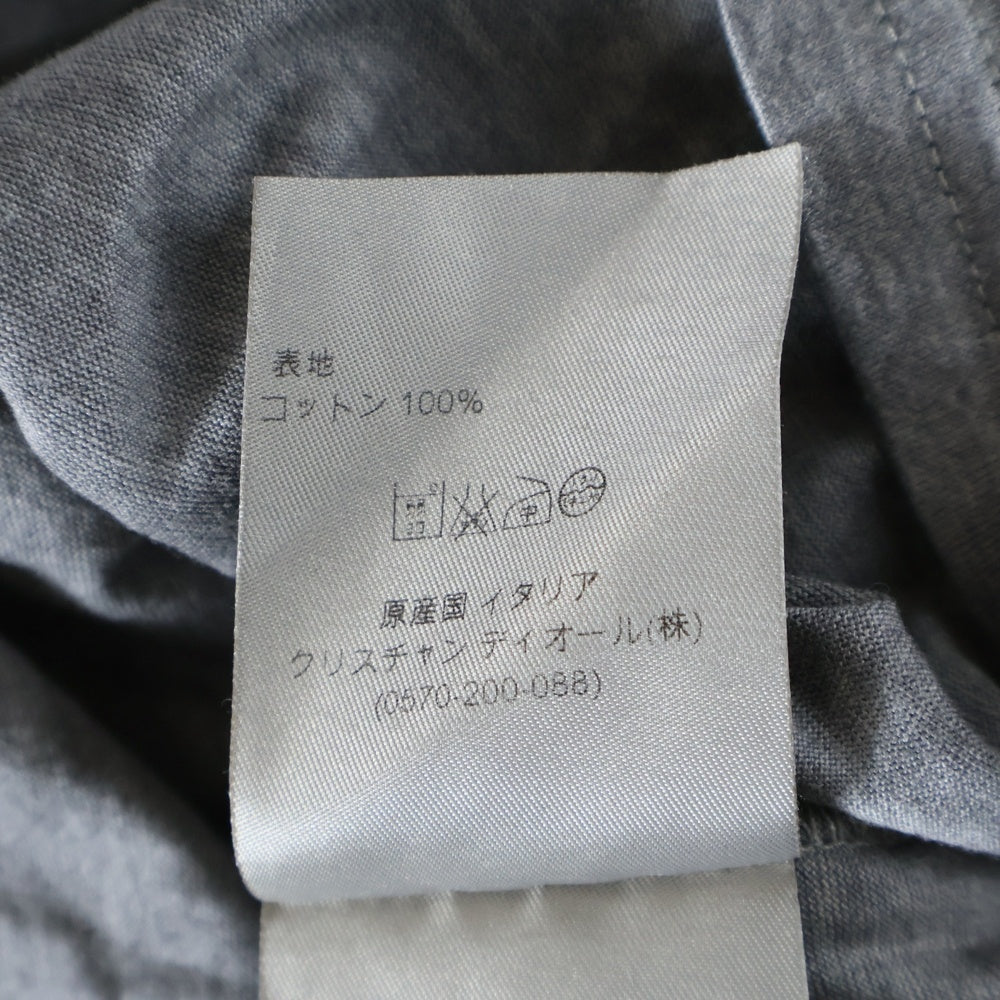 表地
コットン 100%
中
原産国 イタリア
クリスチャン ディオール(株)
(0570-200-088)